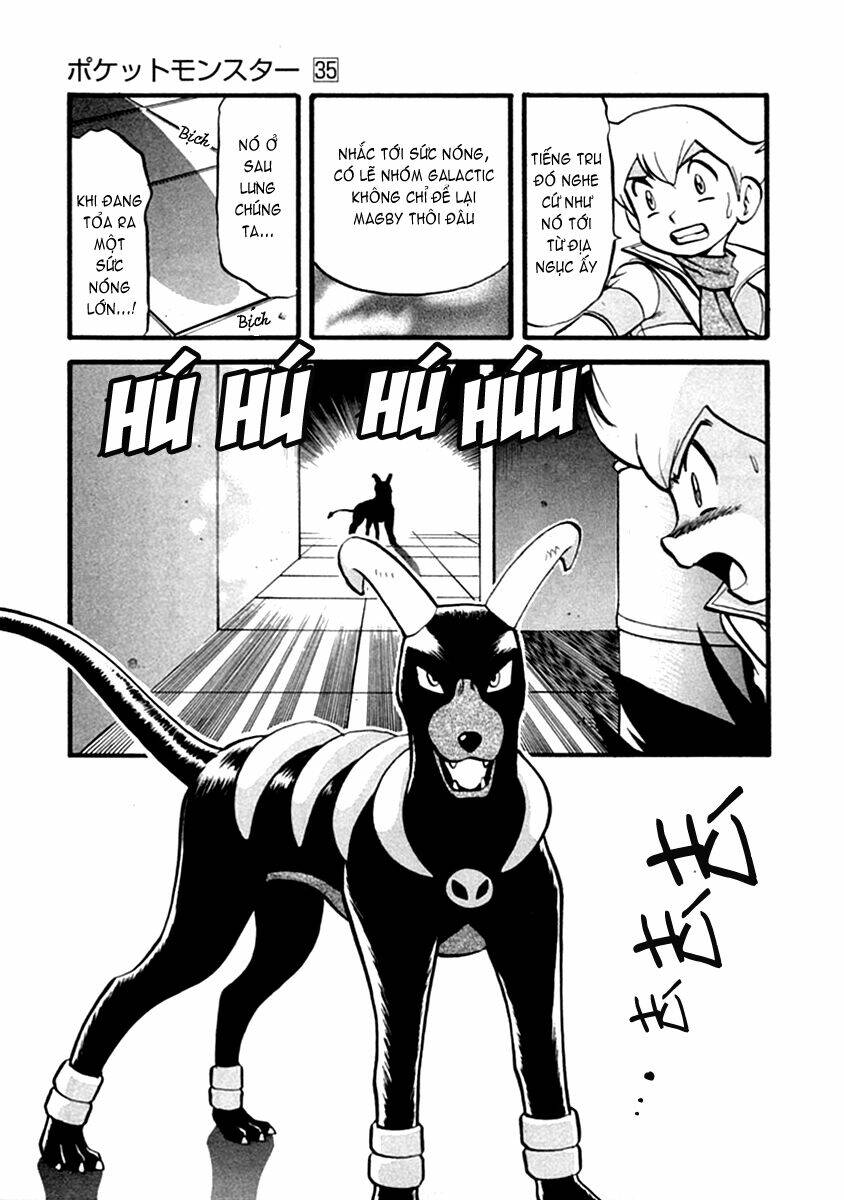 ポケットモンスター 35
TIẾNG TRU
ĐÓ NGHE
CỨ NHƯ
NÓ TỚI
TỪ ĐỊA
NGỤC ẤY
NHẮC TỚI SỨC NÓNG,
CÓ LẼ NHÓM GALACTIC
KHÔNG CHỈ ĐỂ LẠI
MAGBY THÔI ĐÂU
NÓ Ở
SAU
LƯNG
CHÚNG
TA...
Bịch
Bịch
KHI ĐANG
TỎA RA
MỘT
SỨC
NÓNG
LỚN...!
HÚ HÚ HÚ HÚU